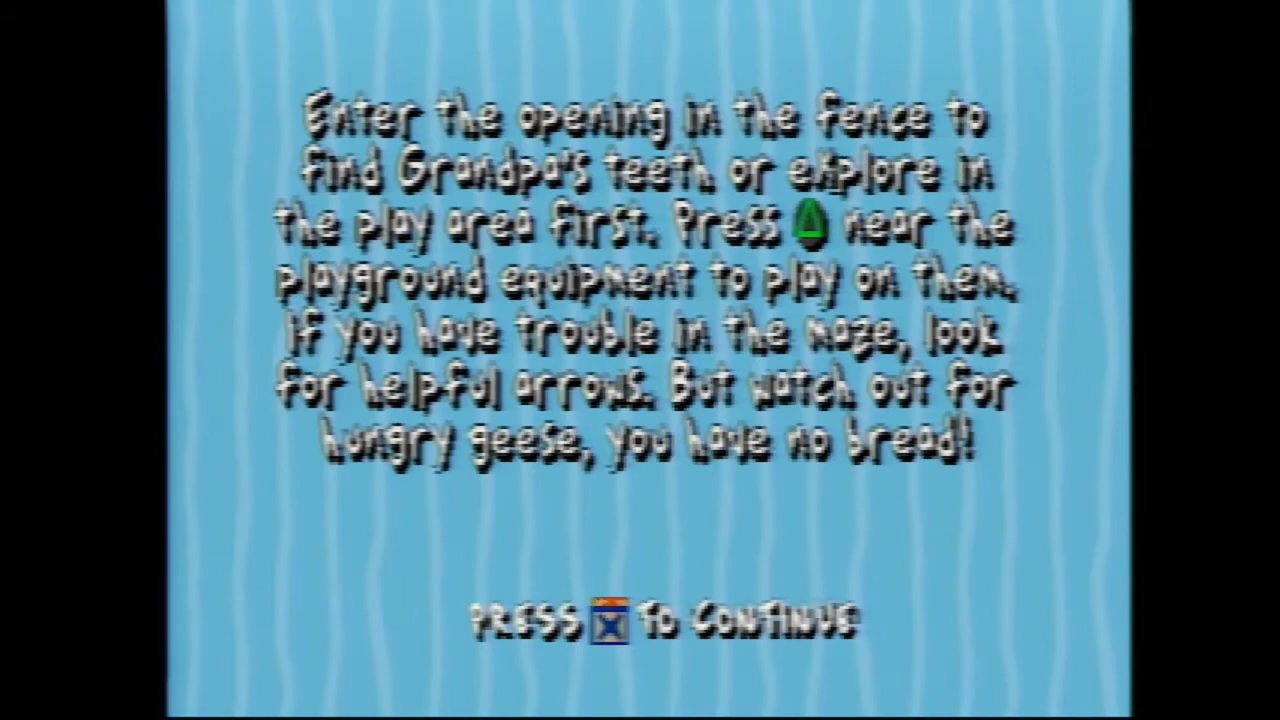 Enter the opening in the fence to
find Grandpa's teeth or explore in
the play area first. Press near the
playground equipment to play on them.
If you have trouble in the maze, look
for helpful arrows. But watch out for
hungry geese, you have no bread!
PRESS X TO CONTINUE